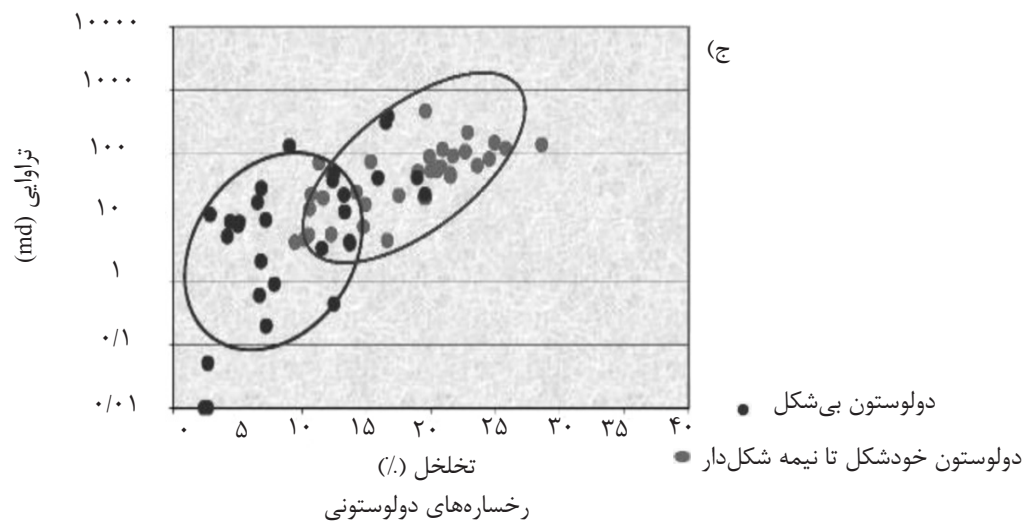 ج)
۱۰۰۰۰
۱۰۰۰
۱۰۰
۱۰
۱
۰/۱
۰/۰۱
تراوایی (md)
۰ ۵ ۱۰ ۱۵ ۲۰ ۲۵ ۳۰ ۳۵ ۴۰
تخلخل (٪)
رخساره‌های دولوستونی
دولوستون بی‌شکل
دولوستون خودشکل تا نیمه شکل‌دار